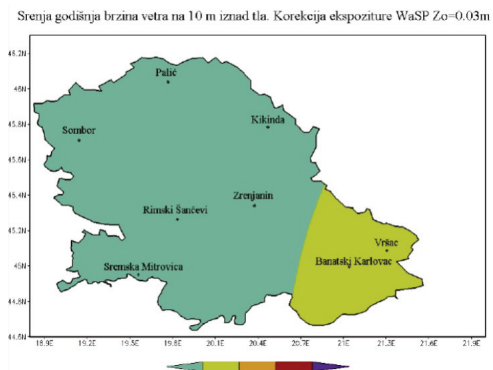 Srenja godišnja brzina vetra na 10 m iznad tla. Korekcija ekspoziture WaSP Zo=0.03m
46.2N
Palić
46N
45.8N
Kikinda
Sombor
45.6N
45.4N
Zrenjanin
Rimski Šančevi
45.2N
Vršac
Banatski Karlovac
45N
Sremska Mitrovica
44.8N
44.6N
18.9E 19.2E 19.5E 19.8E 20.1E 20.4E 20.7E 21E 21.3E 21.6E 21.9E